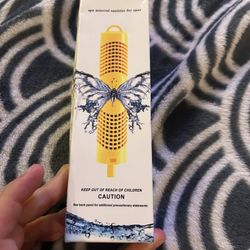 spa mineral sanitizer for spas
KEEP OUT OF REACH OF CHILDREN
CAUTION
See back panel for additional precautionary statements